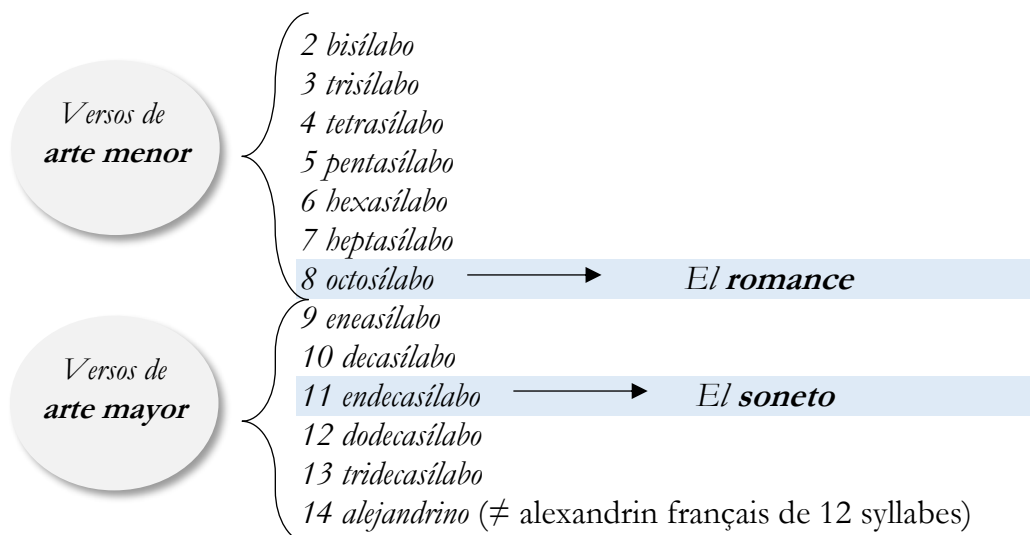 Versos de
arte menor
2 bisílabo
3 trisílabo
4 tetrasílabo
5 pentasílabo
6 hexasílabo
7 heptasílabo
8 octosílabo El romance
Versos de
arte mayor
9 eneasílabo
10 decasílabo
11 endecasílabo El soneto
12 dodecasílabo
13 tridecasílabo
14 alejandrino (≠ alexandrin français de 12 syllabes)